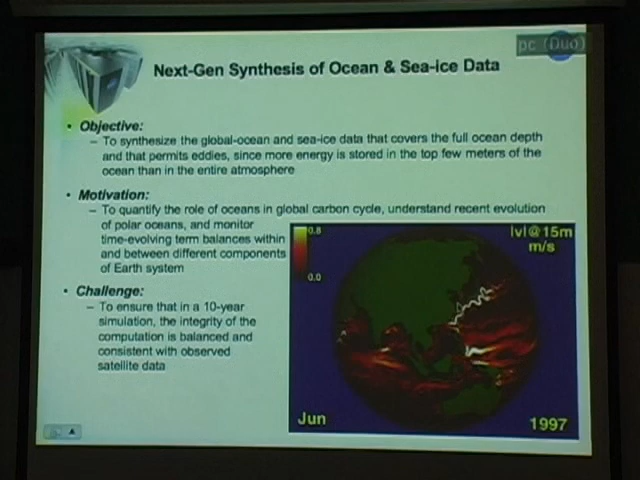 pc (Duo)
Next-Gen Synthesis of Ocean & Sea-ice Data
• Objective:
– To synthesize the global-ocean and sea-ice data that covers the full ocean depth
and that permits eddies, since more energy is stored in the top few meters of the
ocean than in the entire atmosphere
• Motivation:
– To quantify the role of oceans in global carbon cycle, understand recent evolution
of polar oceans, and monitor
time-evolving term balances within
and between different components
of Earth system
• Challenge:
– To ensure that in a 10-year
simulation, the integrity of the
computation is balanced and
consistent with observed
satellite data
0.8
0.0
|v|@15m
m/s
Jun
1997